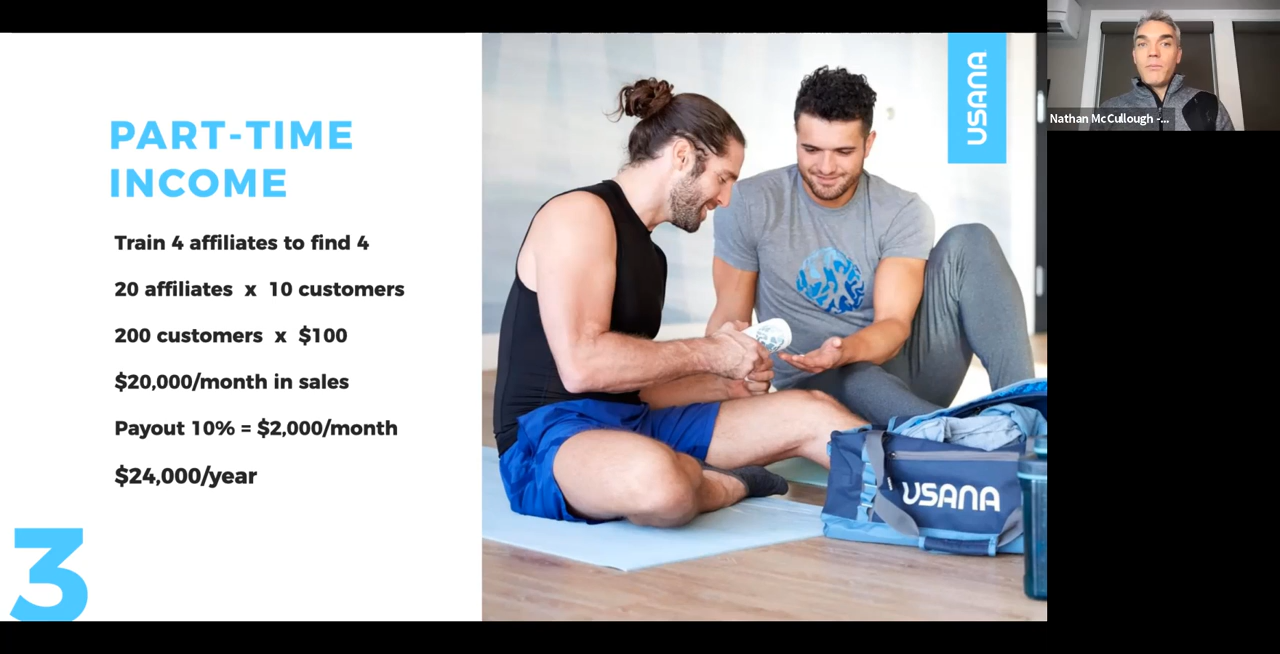 PART-TIME
INCOME
Train 4 affiliates to find 4
20 affiliates x 10 customers
200 customers x $100
$20,000/month in sales
Payout 10% = $2,000/month
$24,000/year
3
USANA
USANA
Nathan McCullough -...